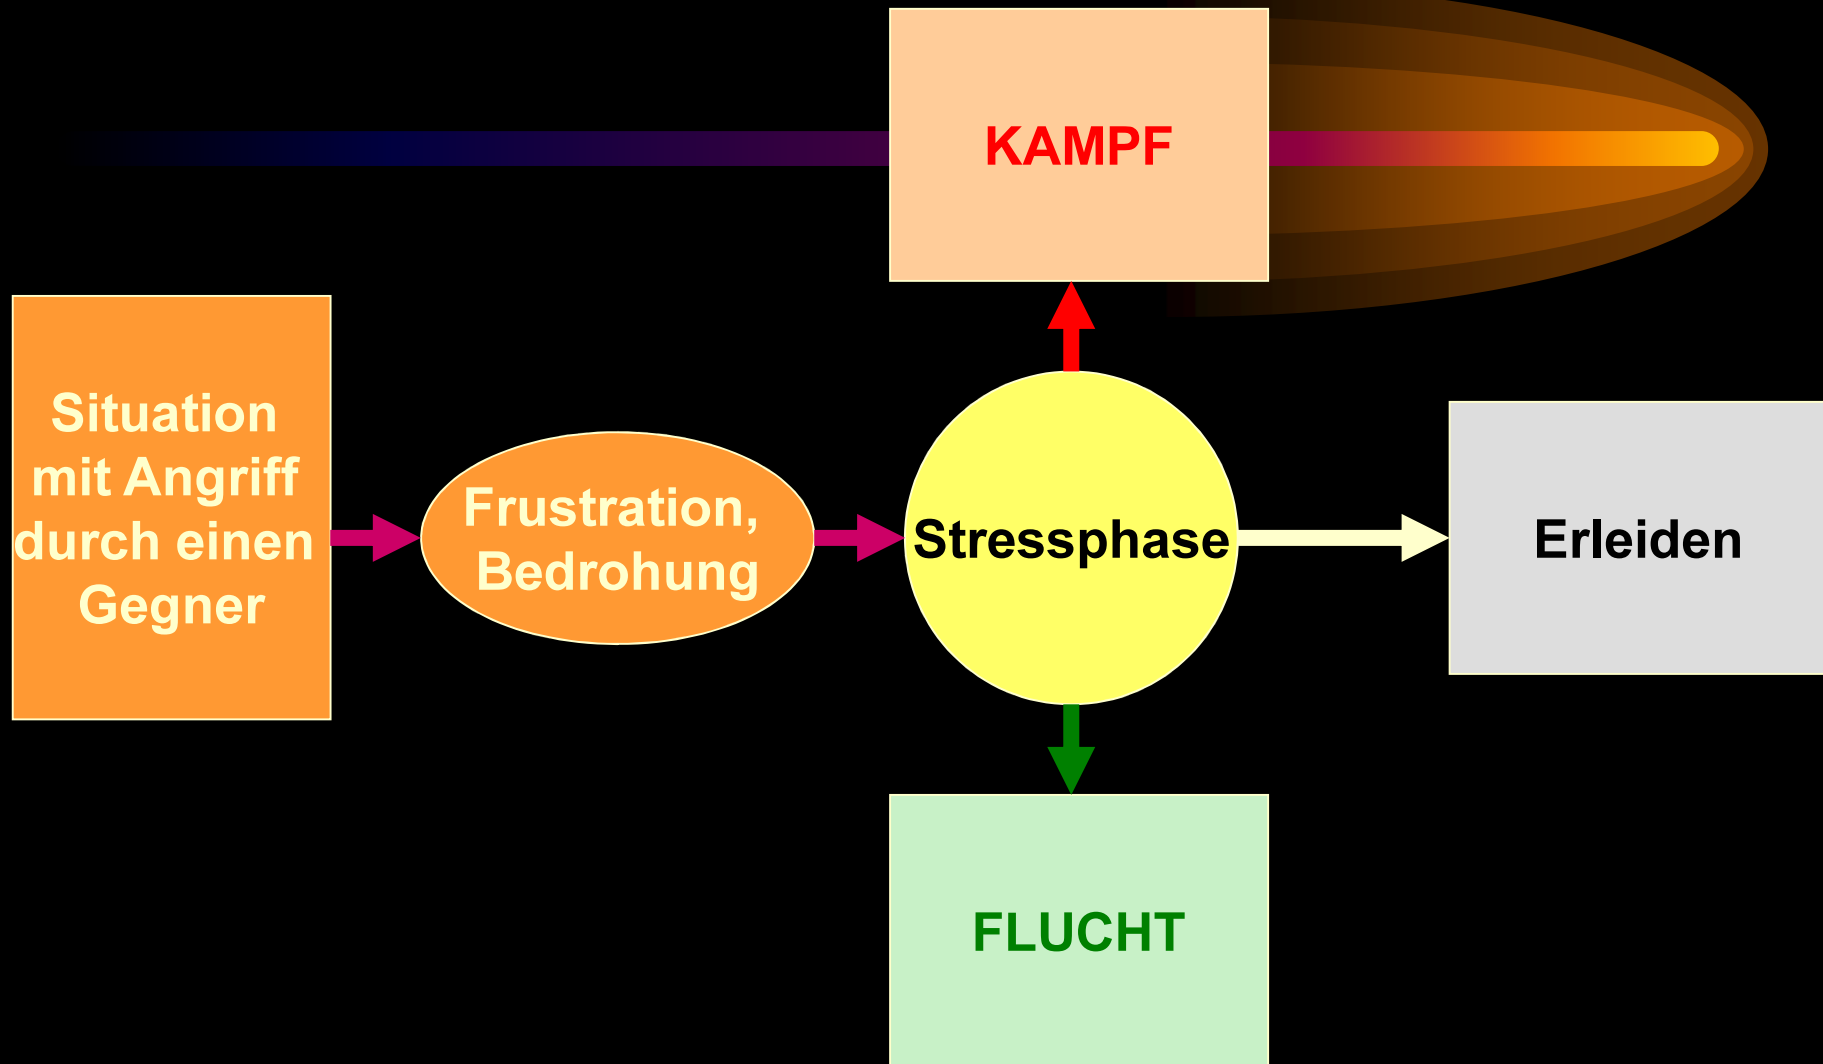 KAMPF
Situation
mit Angriff
durch einen
Gegner
Frustration,
Bedrohung
Stressphase
Erleiden
FLUCHT